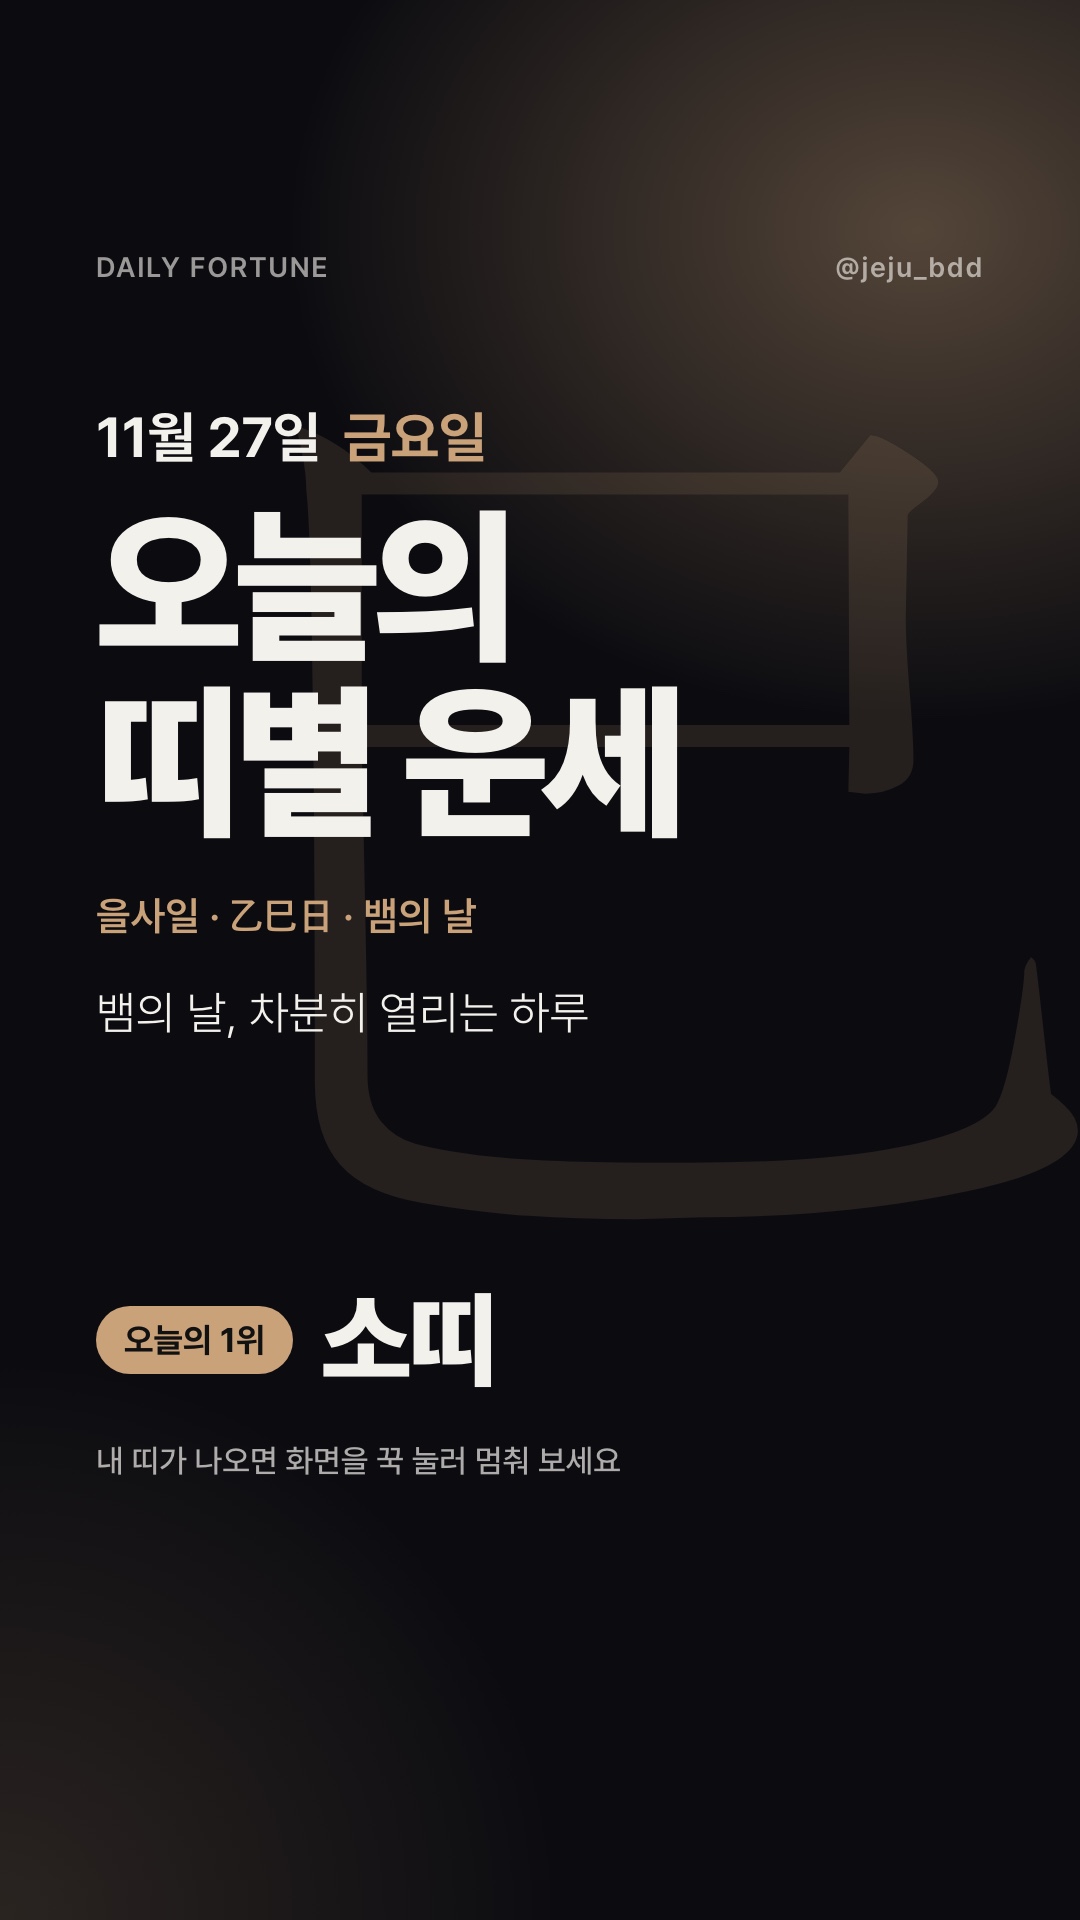 DAILY FORTUNE
@jeju_bdd
11월 27일 금요일
오늘의
띠별 운세
을사일 · 乙巳日 · 뱀의 날
뱀의 날, 차분히 열리는 하루
巳
오늘의 1위 소띠
내 띠가 나오면 화면을 꾹 눌러 멈춰 보세요